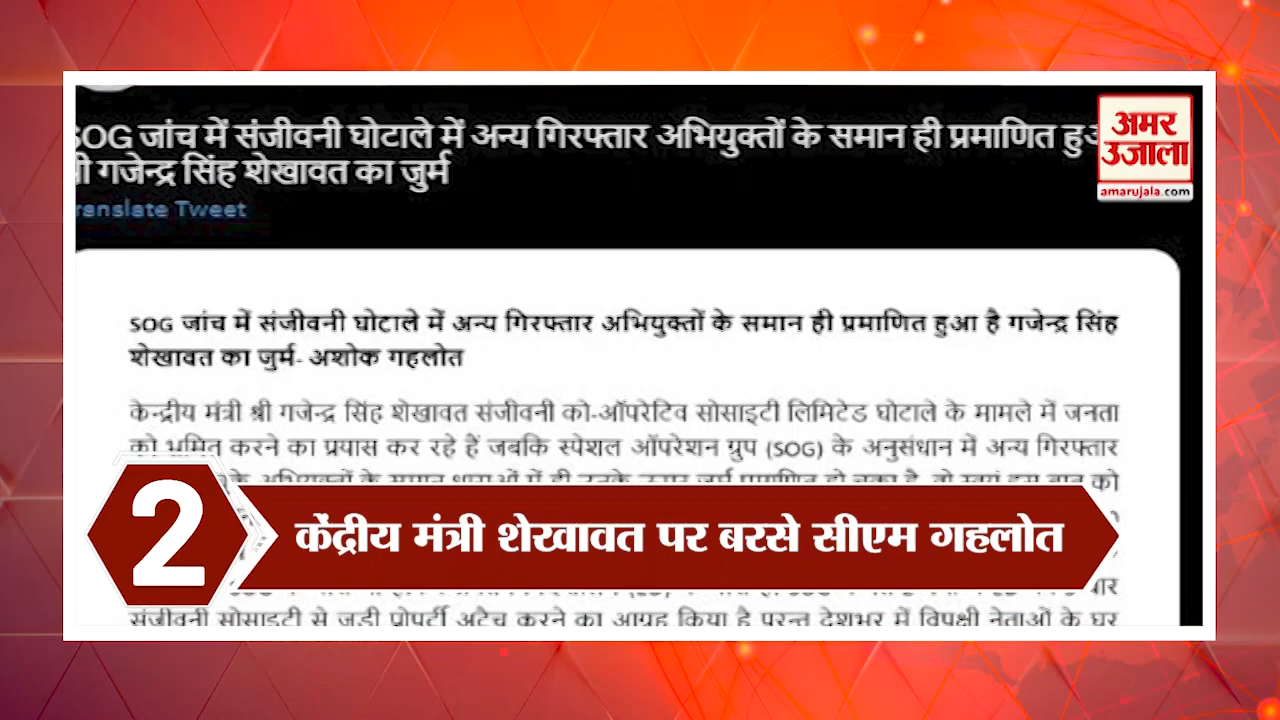 SOG जांच में संजीवनी घोटाले में अन्य गिरफ्तार अभियुक्तों के समान ही प्रमाणित
गजेन्द्र सिंह शेखावत का जुर्म
Tweet
अमर
उजाला
amarujala.com
SOG जांच में संजीवनी घोटाले में अन्य गिरफ्तार अभियुक्तों के समान ही प्रमाणित हुआ है गजेन्द्र सिंह
शेखावत का जुर्म- अशोक गहलोत
केन्द्रीय मंत्री श्री गजेन्द्र सिंह शेखावत संजीवनी को-ऑपरेटिव सोसाइटी लिमिटेड घोटाले के मामले में जनता
को भ्रमित करने का प्रयास कर रहे हैं जबकि स्पेशल ऑपरेशन ग्रुप (SOG) के अनुसंधान में अन्य गिरफ्तार
2
केंद्रीय मंत्री शेखावत पर बरसे सीएम गहलोत
संजीवनी सोसाइटी से जुड़ी प्रोपर्टी अटैच करने का आग्रह किया है परन्तु देशभर में विपक्षी नेताओं के घर